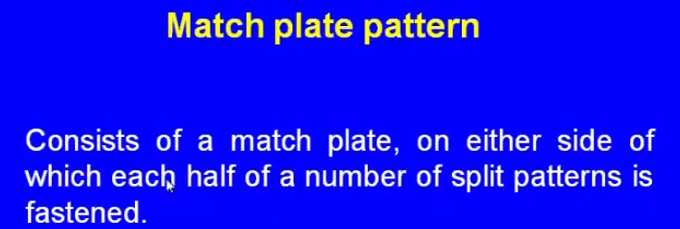 Match plate pattern
Consists of a match plate, on either side of
which each half of a number of split patterns is
fastened.